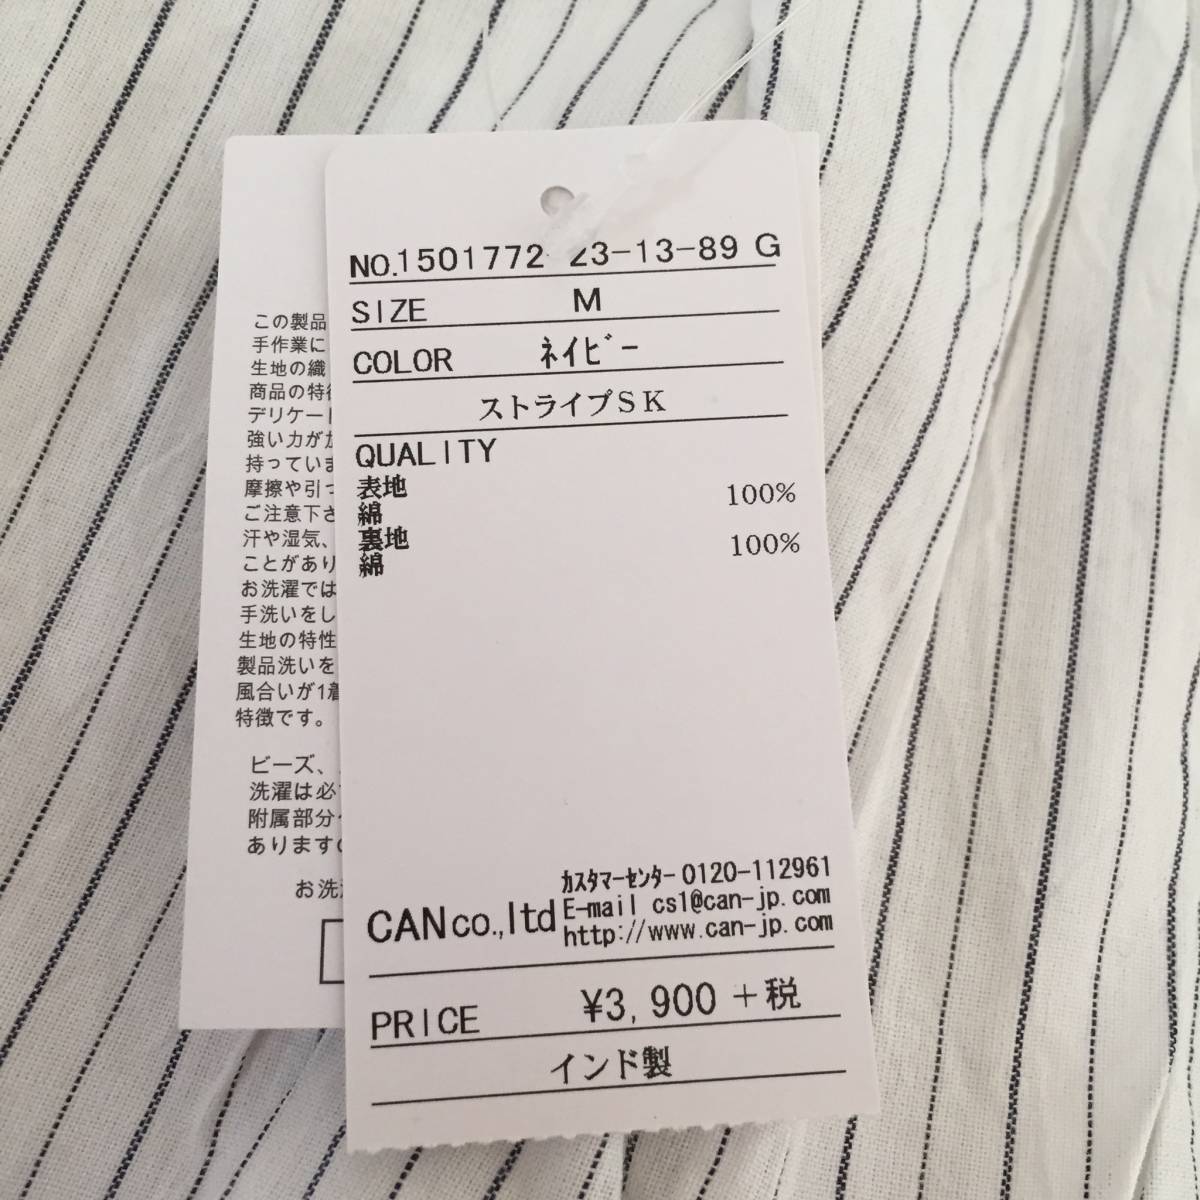 NO.1501772 23-13-89 G
SIZE M
COLOR ネイビー
ストライプSK
QUALITY
表地
綿 100%
裏地
綿 100%
カスタマーセンター 0120-112961
CAN co.,ltd E-mail cs1@can-jp.com
http://www.can-jp.com
PRICE ¥3,900 +税
インド製
この製品
手作業に
生地の織
商品の特
デリケート
強い力が
持っていま
摩擦や引っ
ご注意下さ
汗や湿気、
ことがあり
お洗濯では
手洗いをし
生地の特性
製品洗いを
風合いが1着
特徴です。
ビーズ、
洗濯は必
附属部分
あります
お洗